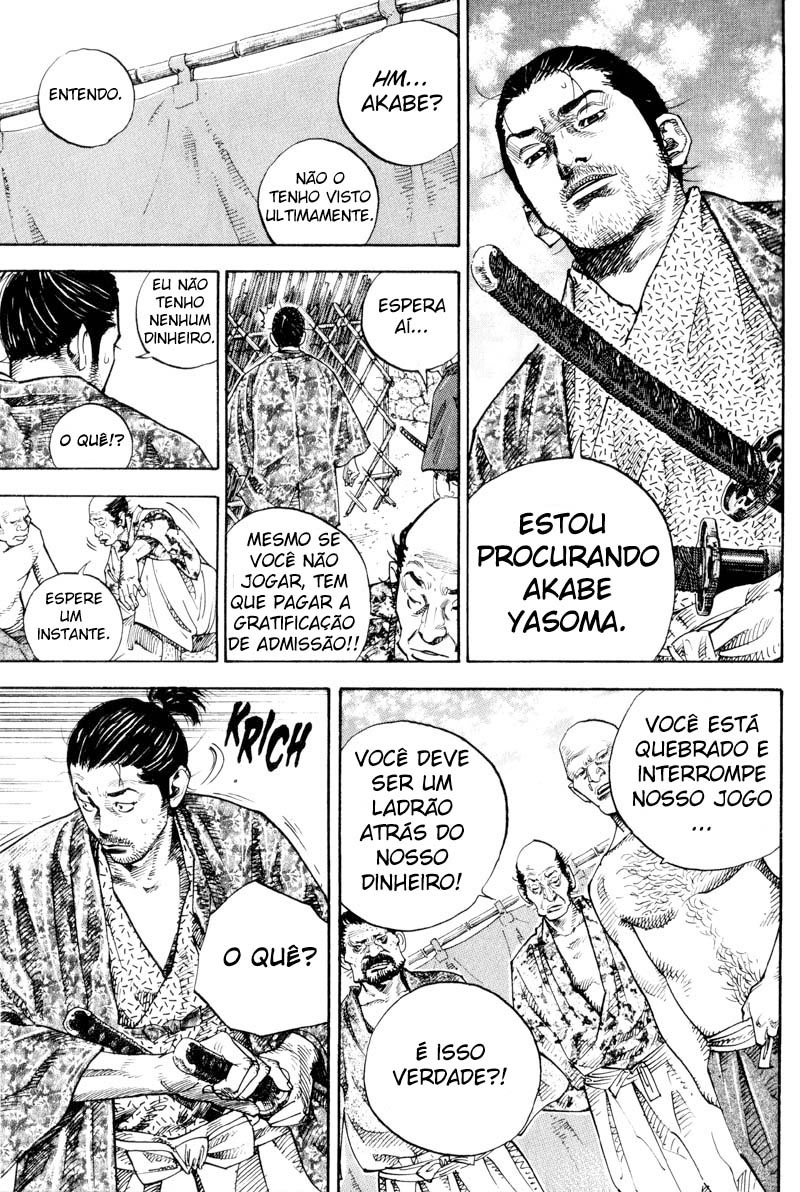 ESTOU
PROCURANDO
AKABE
YASOMA.
HM...
AKABE?
NÃO O
TENHO VISTO
ULTIMAMENTE.
ENTENDO.
ESPERA
AÍ...
MESMO SE
VOCÊ NÃO
JOGAR, TEM
QUE PAGAR A
GRATIFICAÇÃO
DE ADMISSÃO!!
EU NÃO
TENHO
NENHUM
DINHEIRO.
O QUÊ!?
ESPERE
UM
INSTANTE.
VOCÊ ESTÁ
QUEBRADO E
INTERROMPE
NOSSO JOGO
...
VOCÊ DEVE
SER UM
LADRÃO
ATRÁS DO
NOSSO
DINHEIRO!
É ISSO
VERDADE?!
KRICH
O QUÊ?